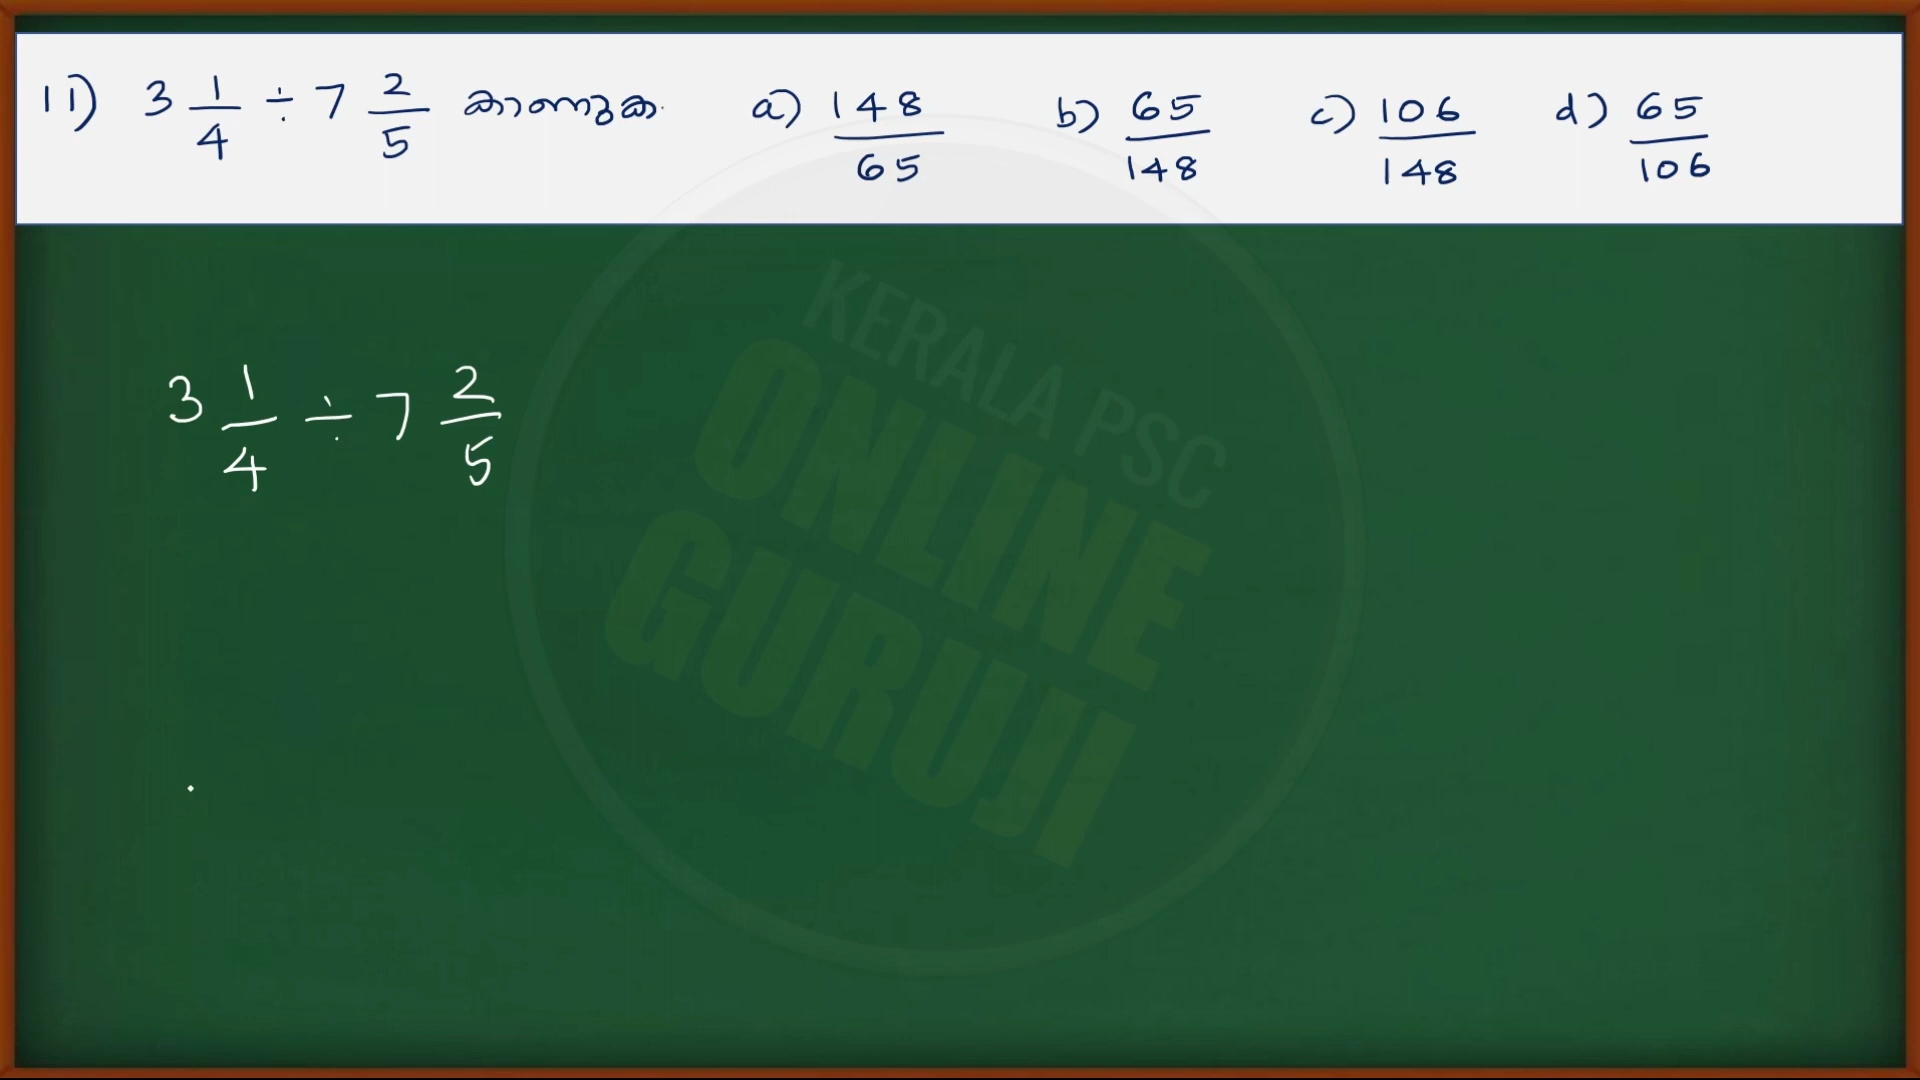 11) 3 1/4 ÷ 7 2/5 കാണുക. a) 148/65 b) 65/148 c) 106/148 d) 65/106
3 1/4 ÷ 7 2/5
KERALA PSC
ONLINE
GURUJI